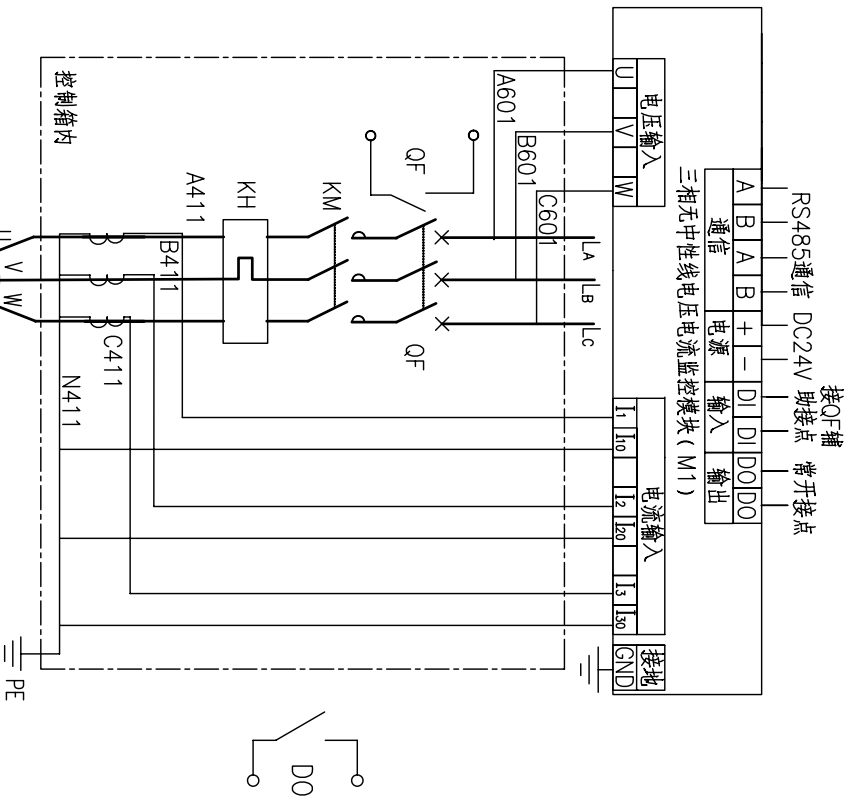 RS485通信
DC24V
接QF辅
助接点
常开接点
A
B
A
B
+
-
DI
DI
DO
DO
通信
电源
输入
输出
三相无中性线电压电流监控模块(M1)
电压输入
U
V
W
电流输入
I1
I10
I2
I20
I3
I30
接地
GND
A601
B601
C601
LA
LB
LC
QF
QF
KM
KH
A411
B411
C411
N411
控制箱内
U
V
W
PE
DO